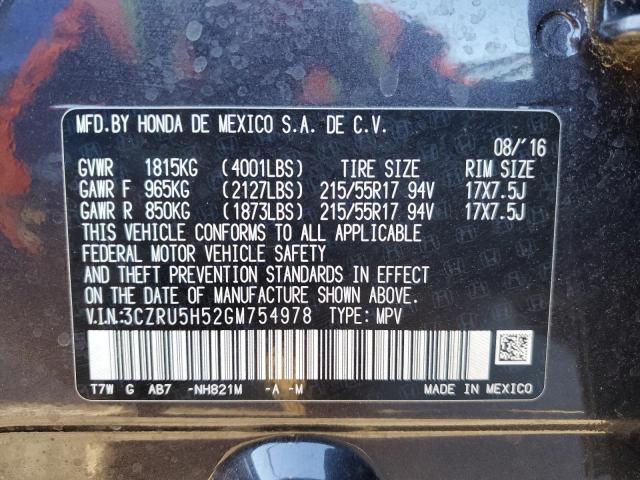 MFD.BY HONDA DE MEXICO S.A. DE C.V.
08/'16
GVWR 1815KG (4001LBS) TIRE SIZE RIM SIZE
GAWR F 965KG (2127LBS) 215/55R17 94V 17X7.5J
GAWR R 850KG (1873LBS) 215/55R17 94V 17X7.5J
THIS VEHICLE CONFORMS TO ALL APPLICABLE
FEDERAL MOTOR VEHICLE SAFETY
AND THEFT PREVENTION STANDARDS IN EFFECT
ON THE DATE OF MANUFACTURE SHOWN ABOVE.
V.I.N.:3CZRU5H52GM754978 TYPE: MPV
T7W G AB7 -NH821M -A -M MADE IN MEXICO